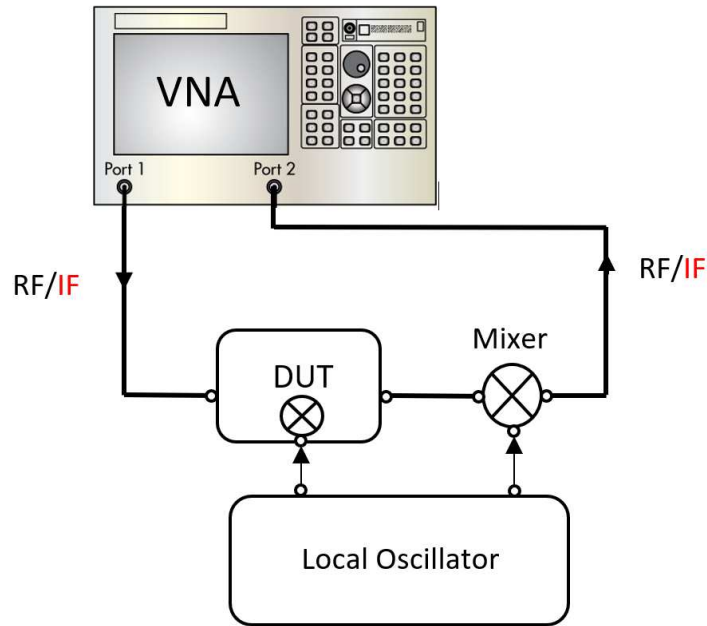 VNA
Port 1
Port 2
RF/IF
RF/IF
Mixer
DUT
Local Oscillator